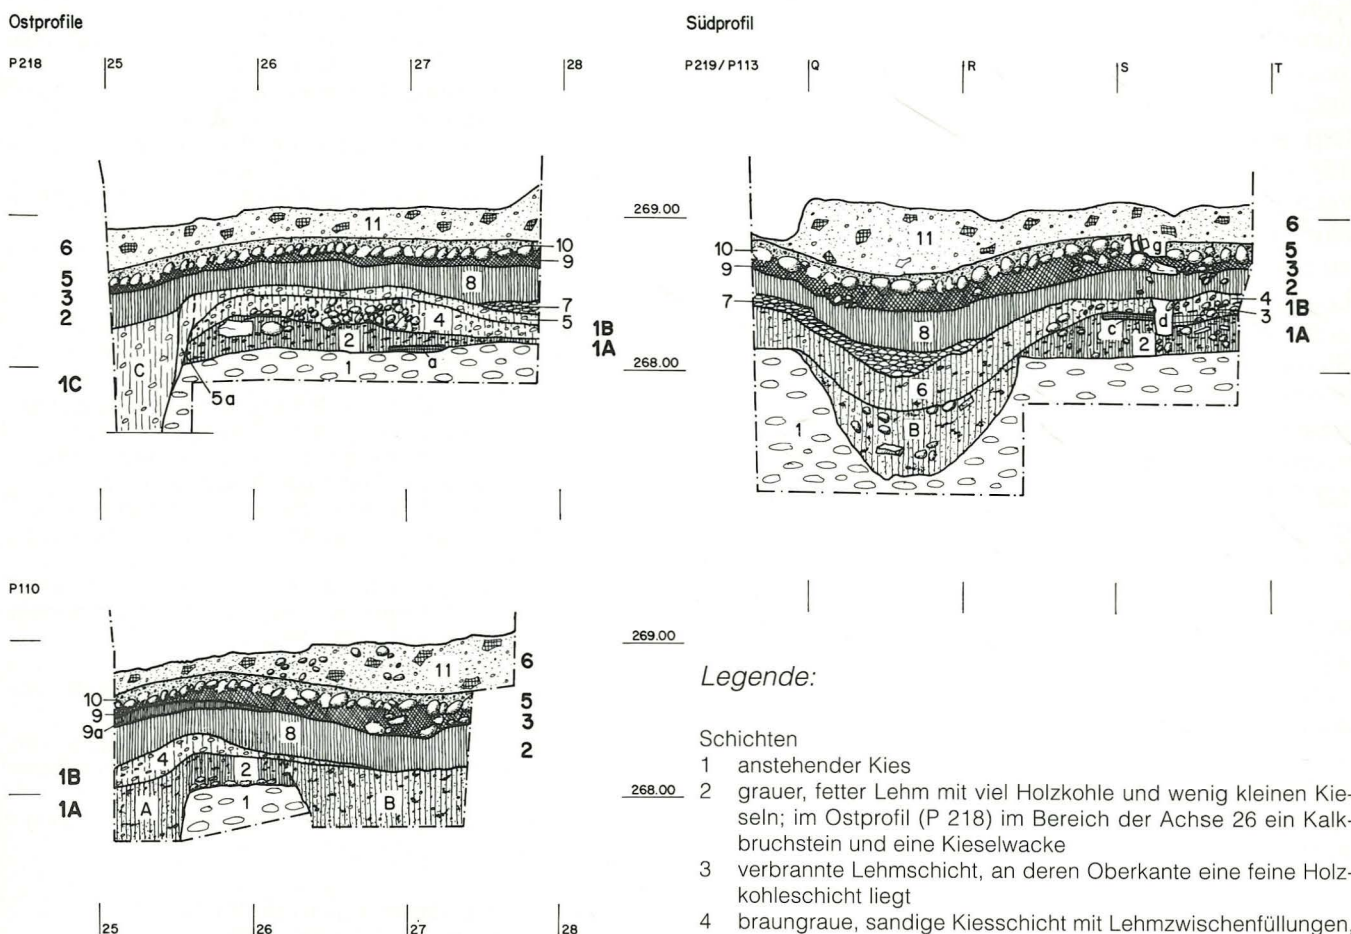 Ostprofile
Südprofil
P218 25 26 27 28
P219/P113 Q R S T
269.00
6 5 3 2 1C
11 10 9 8 7 5 4 2 1 C a 5a
1B
1A
268.00
10 9 7
11 g 8 6 B 1 c d 2
6 5 3 2 4 1B 3 1A
P110
269.00
10 9 9a
11 8 4 2 1 A B
6 5 3 2
1B
1A
268.00
25 26 27 28
Legende:
Schichten
1 anstehender Kies
2 grauer, fetter Lehm mit viel Holzkohle und wenig kleinen Kie-
seln; im Ostprofil (P 218) im Bereich der Achse 26 ein Kalk-
bruchstein und eine Kieselwacke
3 verbrannte Lehmschicht, an deren Oberkante eine feine Holz-
kohleschicht liegt
4 braungraue, sandige Kiesschicht mit Lehmzwischenfüllungen,